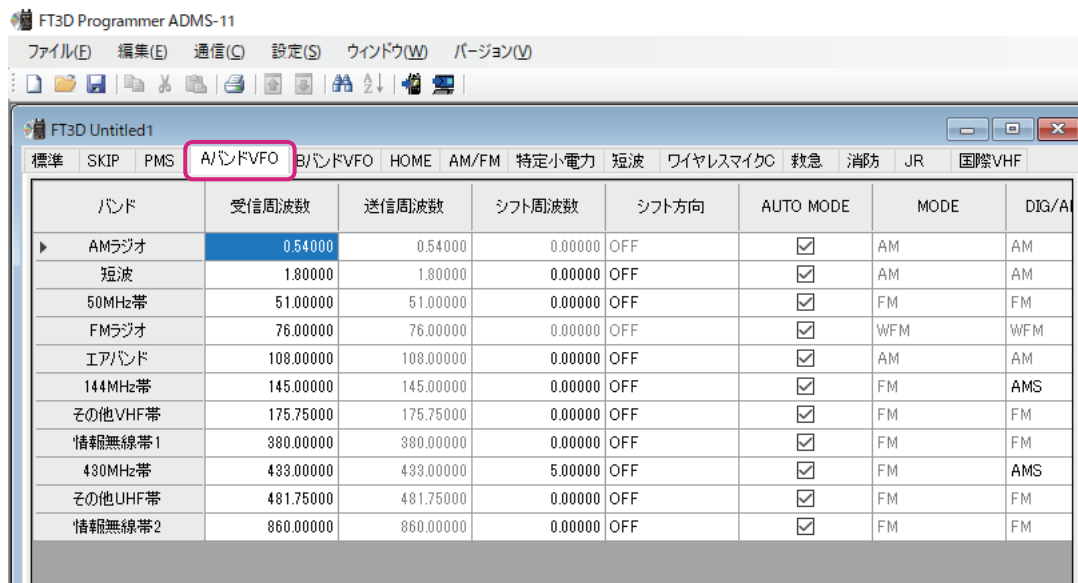 FT3D Programmer ADMS-11
ファイル(F) 編集(E) 通信(C) 設定(S) ウィンドウ(W) バージョン(V)
FT3D Untitled1
標準 SKIP PMS AバンドVFO BバンドVFO HOME AM/FM 特定小電力 短波 ワイヤレスマイクC 救急 消防 JR 国際VHF
バンド 受信周波数 送信周波数 シフト周波数 シフト方向 AUTO MODE MODE DIG/A
AMラジオ 0.54000 0.54000 0.00000 OFF AM AM
短波 1.80000 1.80000 0.00000 OFF AM AM
50MHz帯 51.00000 51.00000 0.00000 OFF FM FM
FMラジオ 76.00000 76.00000 0.00000 OFF WFM WFM
エアバンド 108.00000 108.00000 0.00000 OFF AM AM
144MHz帯 145.00000 145.00000 0.00000 OFF FM AMS
その他VHF帯 175.75000 175.75000 0.00000 OFF FM FM
情報無線帯1 380.00000 380.00000 0.00000 OFF FM FM
430MHz帯 433.00000 433.00000 5.00000 OFF FM AMS
その他UHF帯 481.75000 481.75000 0.00000 OFF FM FM
情報無線帯2 860.00000 860.00000 0.00000 OFF FM FM